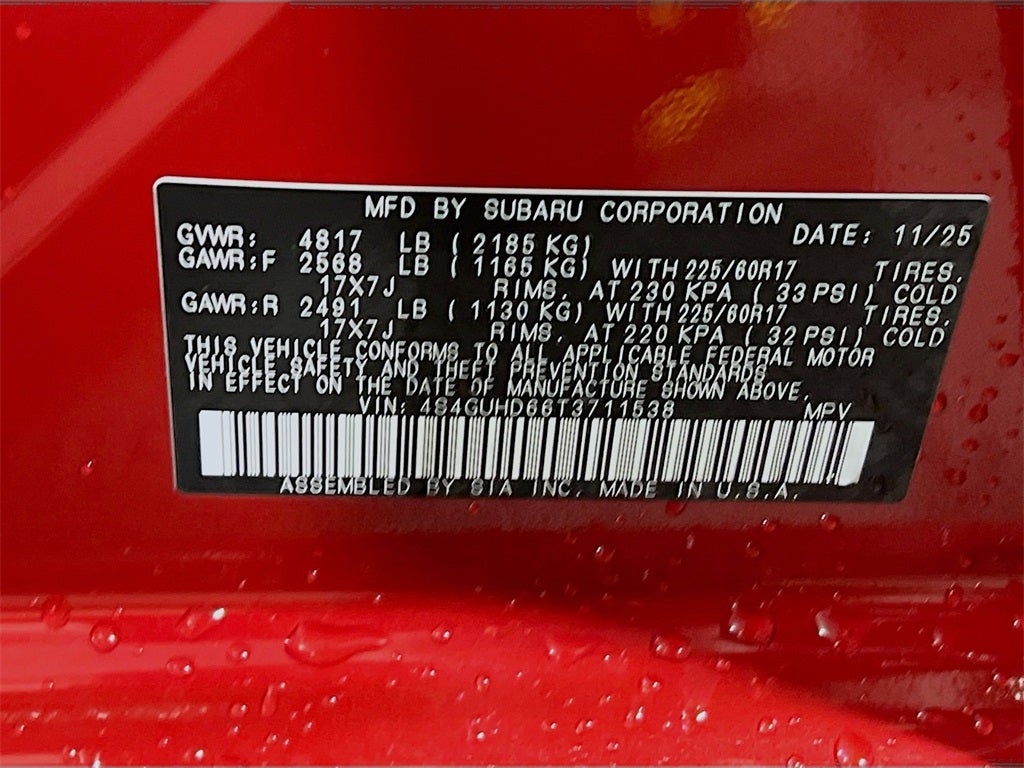 MFD BY SUBARU CORPORATION
DATE: 11/25
GVWR: 4817 LB ( 2185 KG)
GAWR:F 2568 LB ( 1165 KG) WITH 225/60R17 TIRES,
17X7J RIMS, AT 230 KPA ( 33 PSI) COLD
GAWR:R 2491 LB ( 1130 KG) WITH 225/60R17 TIRES,
17X7J RIMS, AT 220 KPA ( 32 PSI) COLD
THIS VEHICLE CONFORMS TO ALL APPLICABLE FEDERAL MOTOR
VEHICLE SAFETY AND THEFT PREVENTION STANDARDS
IN EFFECT ON THE DATE OF MANUFACTURE SHOWN ABOVE.
VIN: 4S4GUHD66T3711538 MPV
ASSEMBLED BY SIA INC. MADE IN U.S.A.